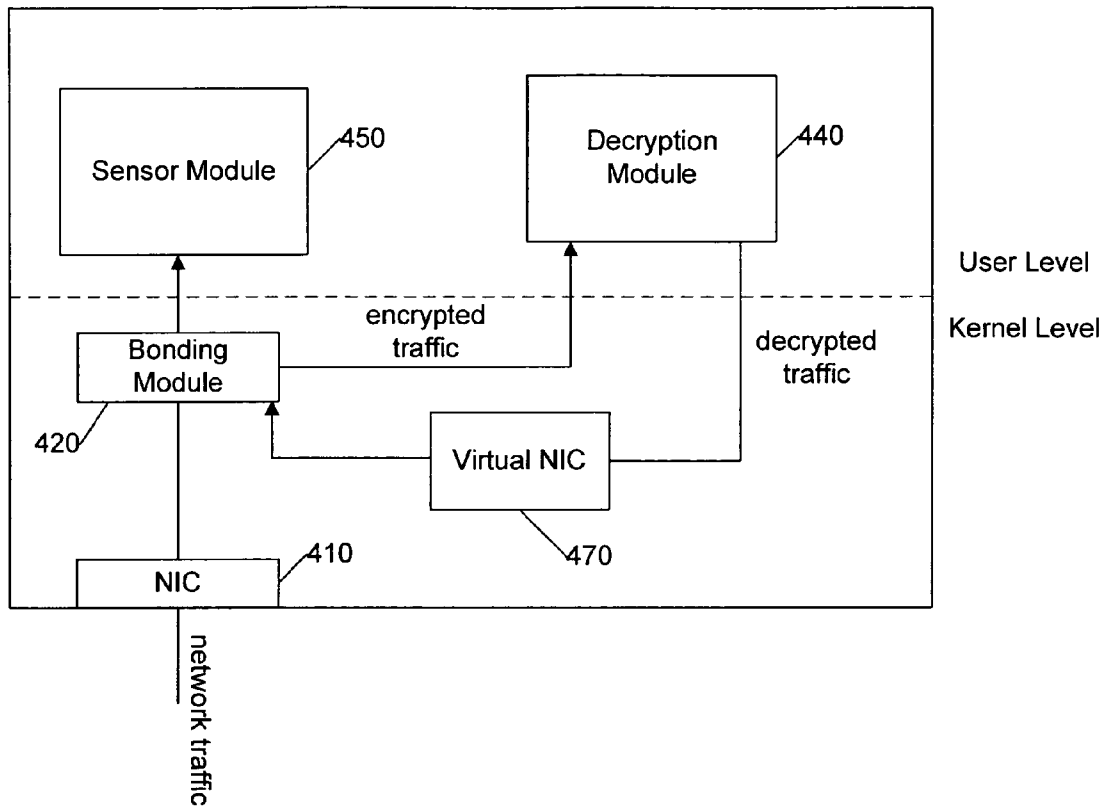 450
Sensor Module
Decryption
Module
440
User Level
Kernel Level
encrypted
traffic
Bonding
Module
decrypted
traffic
420
Virtual NIC
470
410
NIC
network traffic